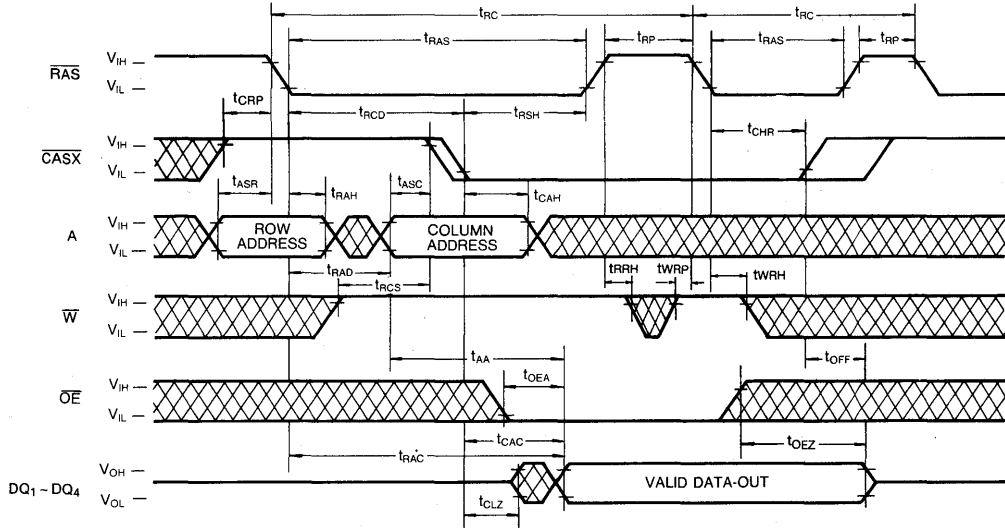 tRC tRC
tRAS tRP tRAS tRP
RAS VIH
VIL
tCRP tRCD tRSH tCHR
CASX VIH
VIL
tASR tRAH tASC tCAH
A VIH
VIL
ROW ADDRESS
COLUMN ADDRESS
tRAD
tRCS tRRH tWRP tWRH
W VIH
VIL
tAA tOFF
tOEA
OE VIH
VIL
tCAC tOEZ
tRAC
DQ1 ~ DQ4 VOH
VOL
VALID DATA-OUT
tCLZ